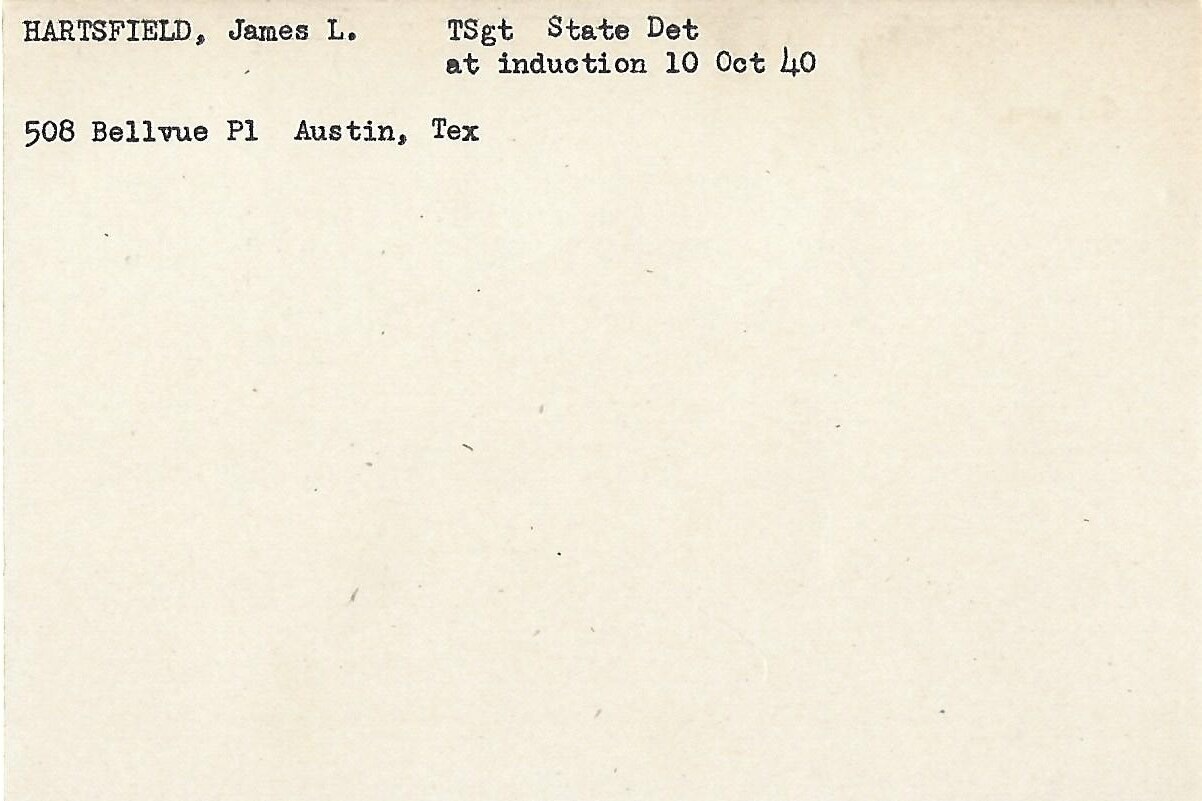 HARTSFIELD, James L. TSgt State Det
at induction 10 Oct 40
508 Bellvue Pl Austin, Tex